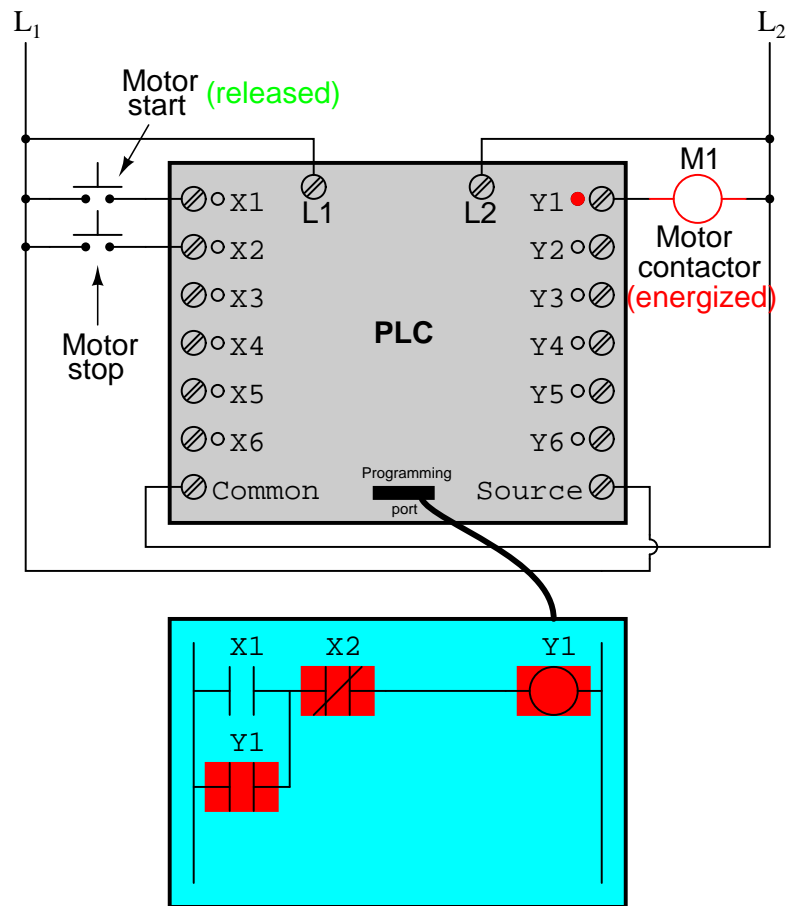 L1
L2
Motor
start (released)
M1
X1
L1
L2
Y1
X2
Y2
Motor
contactor
(energized)
X3
Y3
Motor
stop
X4
PLC
Y4
X5
Y5
X6
Y6
Common
Programming
port
Source
X1
X2
Y1
Y1